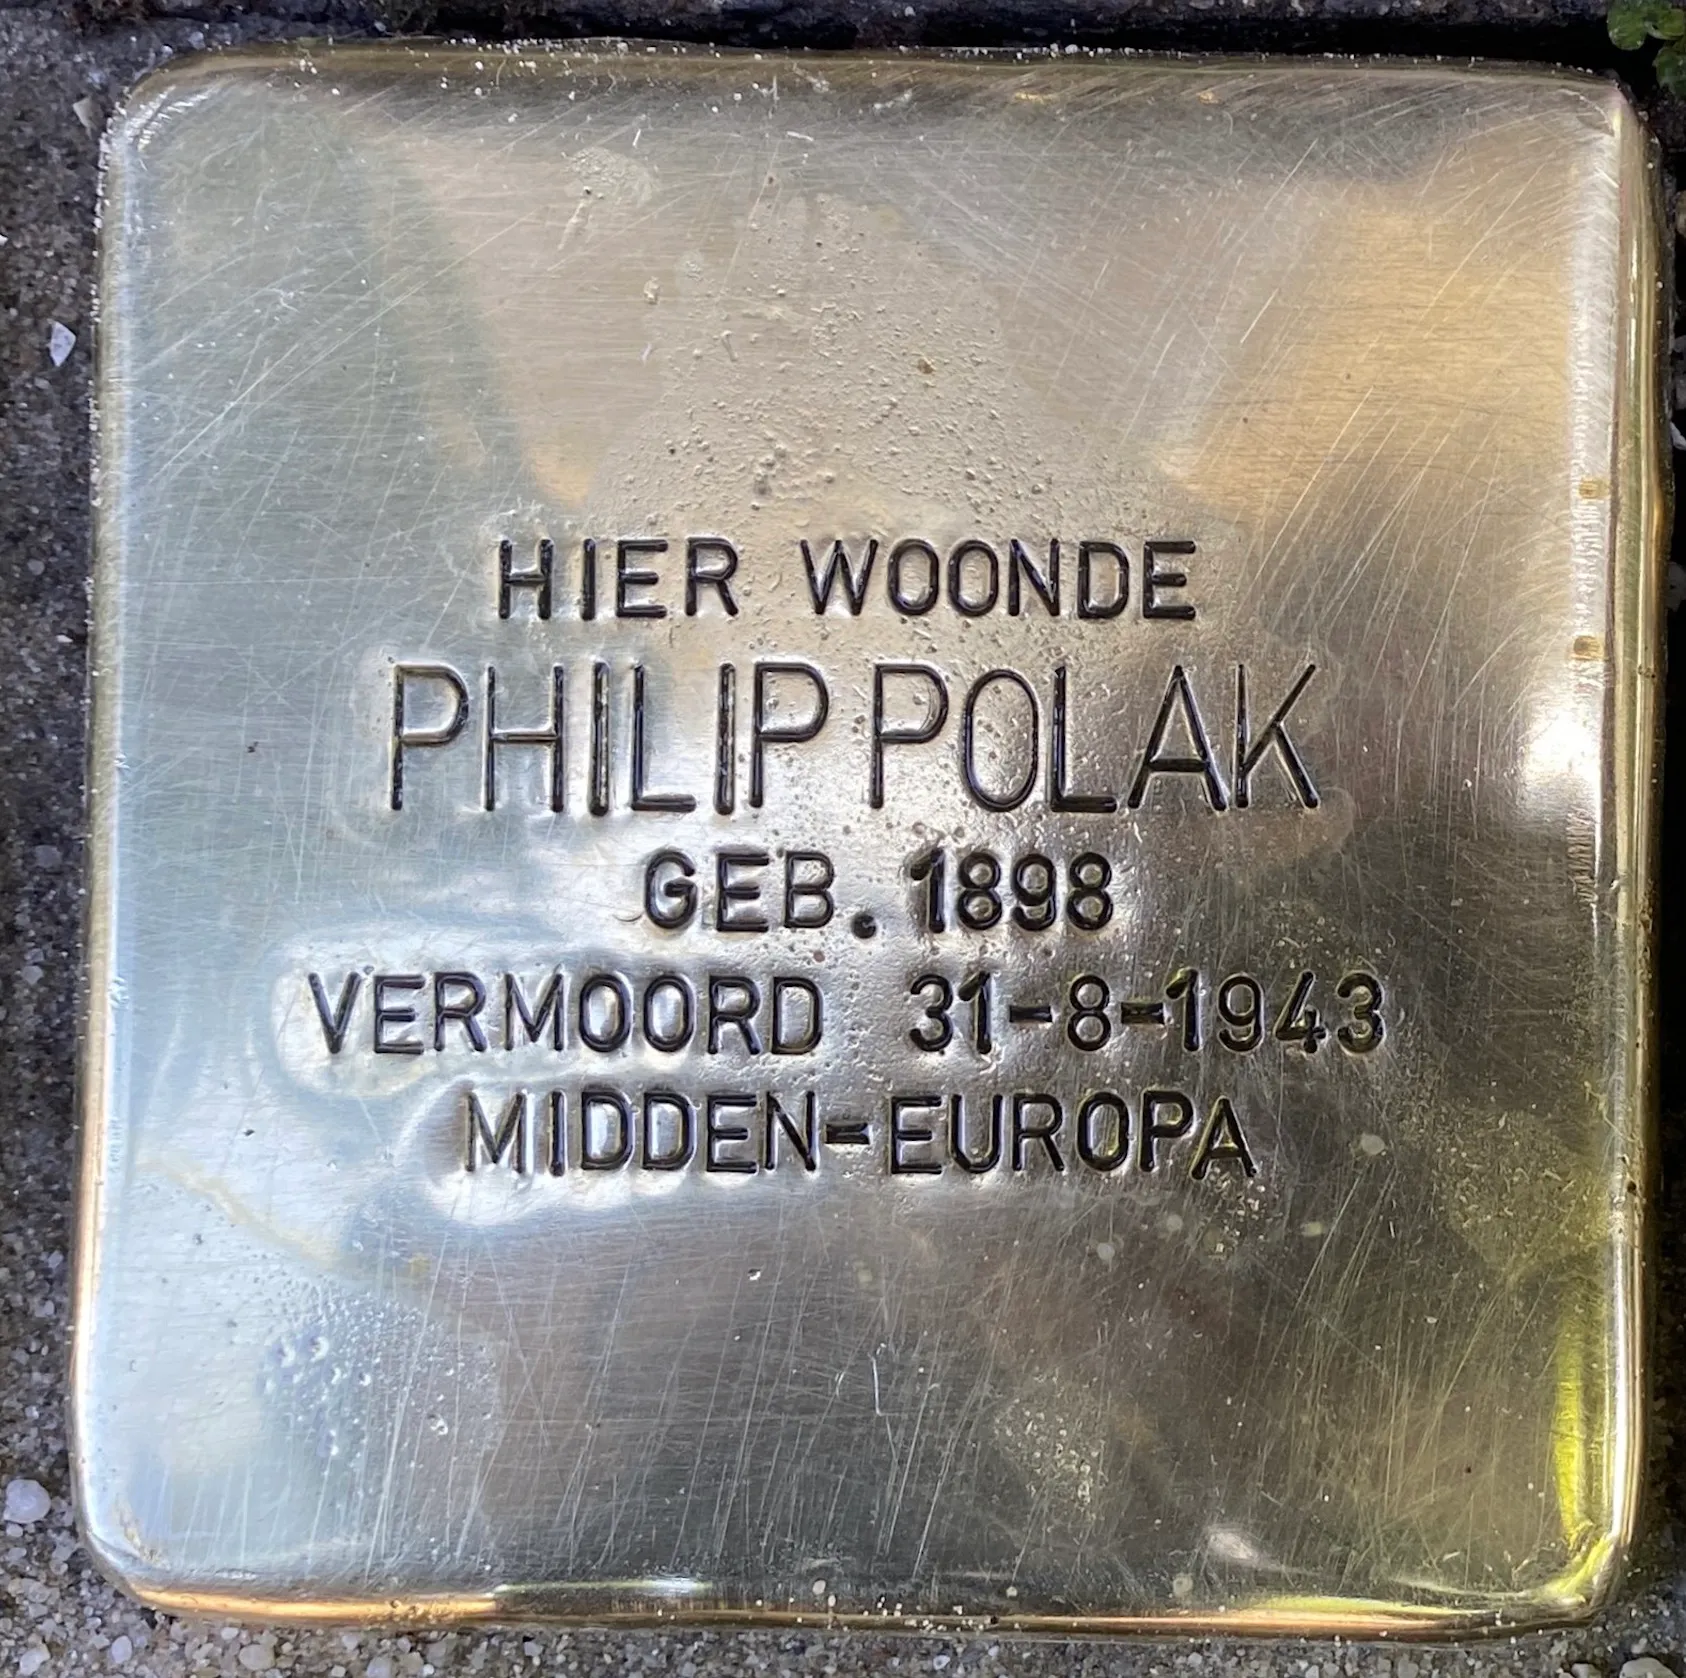 HIER WOONDE
PHILIP POLAK
GEB. 1898
VERMOORD 31-8-1943
MIDDEN-EUROPA